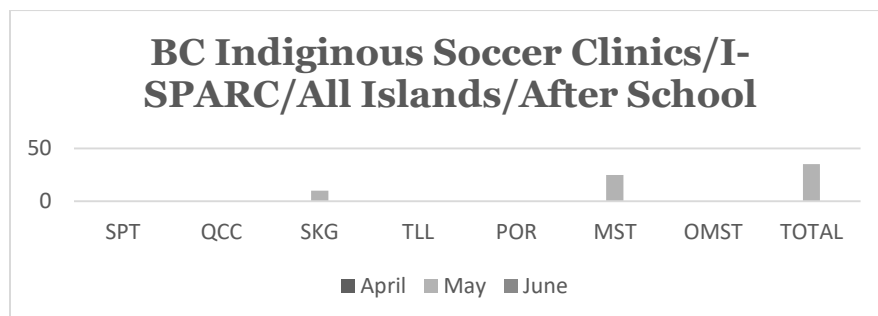 BC Indiginous Soccer Clinics/I-
SPARC/All Islands/After School
50
0
SPT QCC SKG TLL POR MST OMST TOTAL
April May June